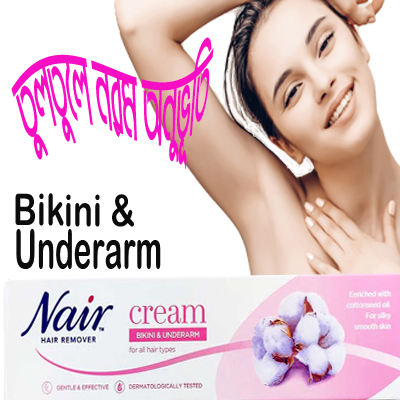 তুলতুলে নরম অনুভূতি
Bikini &
Underarm
Nair
HAIR REMOVER
cream
BIKINI & UNDERARM
for all hair types
GENTLE & EFFECTIVE
DERMATOLOGICALLY TESTED
Enriched with
cottonseed oil.
For silky
smooth skin